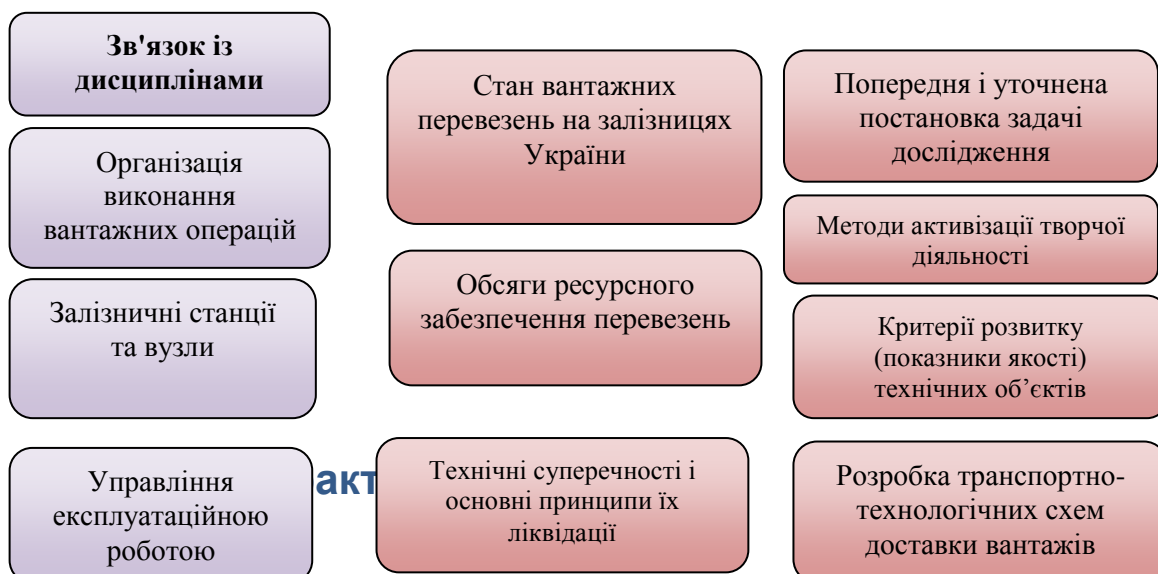 Зв'язок із
дисциплінами
Організація
виконання
вантажних операцій
Залізничні станції
та вузли
Управління
експлуатаційною
роботою
Стан вантажних
перевезень на залізницях
України
Обсяги ресурсного
забезпечення перевезень
акт
Технічні суперечності і
основні принципи їх
ліквідації
Попередня і уточнена
постановка задачі
дослідження
Методи активізації творчої
діяльності
Критерії розвитку
(показники якості)
технічних об’єктів
Розробка транспортно-
технологічних схем
доставки вантажів